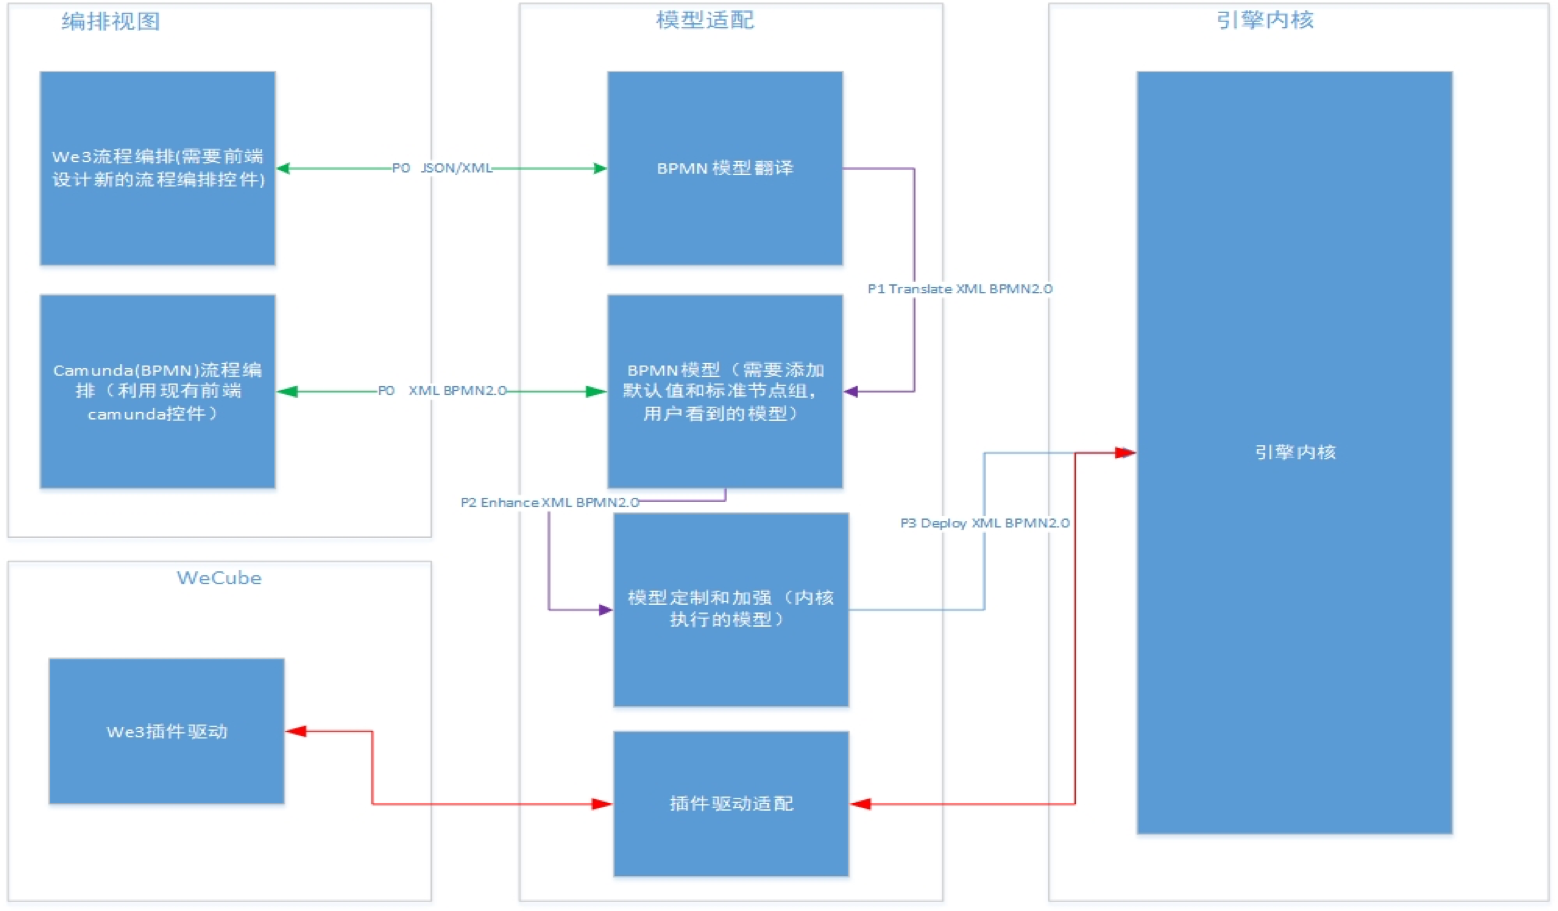 编排视图
模型适配
引擎内核
We3流程编排(需要前端
设计新的流程编排控件)
P0 JSON/XML
BPMN 模型翻译
P1 Translate XML BPMN2.0
Camunda(BPMN)流程编
排（利用现有前端
camunda控件）
P0 XML BPMN2.0
BPMN模型（需要添加
默认值和标准节点组，
用户看到的模型）
引擎内核
P2 Enhance XML BPMN2.0
P3 Deploy XML BPMN2.0
WeCube
模型定制和加强（内核
执行的模型）
We3插件驱动
插件驱动适配